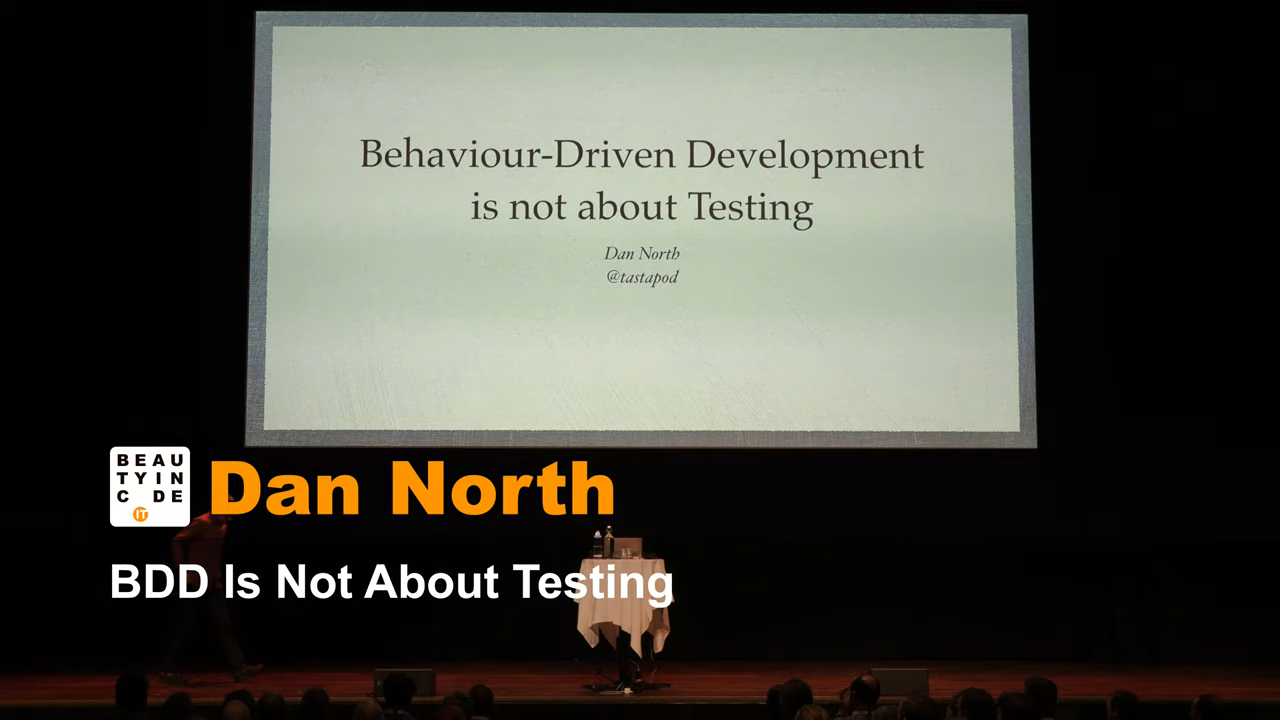 Behaviour-Driven Development
is not about Testing
Dan North
@tastapod
BEAU
TYIN
C DE
IT
Dan North
BDD Is Not About Testing